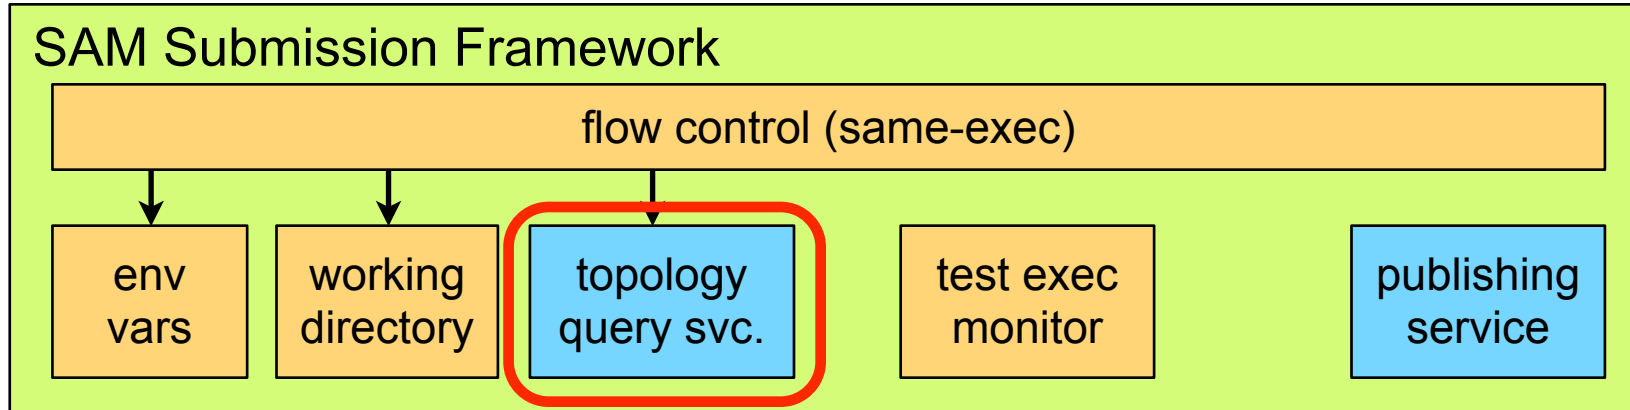 SAM Submission Framework
flow control (same-exec)
env
vars
working
directory
topology
query svc.
test exec
monitor
publishing
service